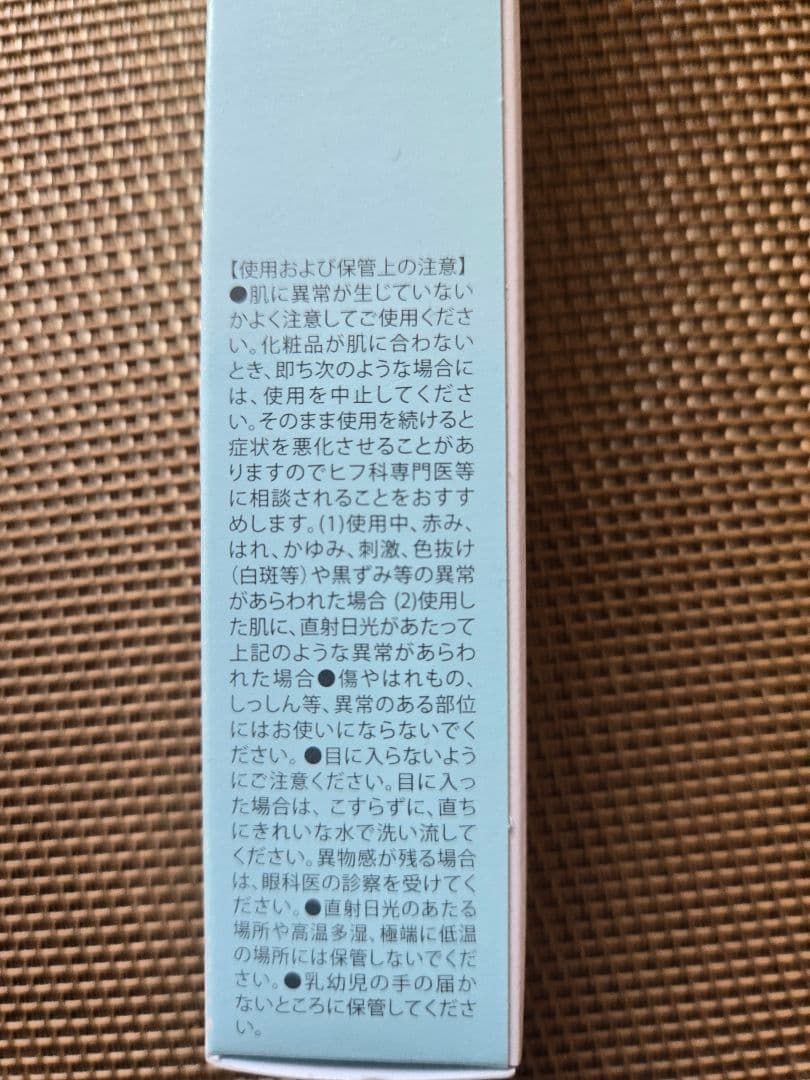 【使用および保管上の注意】
●肌に異常が生じていない
かよく注意してご使用くださ
い。化粧品が肌に合わない
とき、即ち次のような場合に
は、使用を中止してくださ
い。そのまま使用を続けると
症状を悪化させることがあ
りますのでヒフ科専門医等
に相談されることをおすす
めします。(1)使用中、赤み、
はれ、かゆみ、刺激、色抜け
(白斑等)や黒ずみ等の異常
があらわれた場合 (2)使用し
た肌に、直射日光があたって
上記のような異常があらわ
れた場合●傷やはれもの、
しっしん等、異常のある部位
にはお使いにならないでく
ださい。●目に入らないよう
にご注意ください。目に入っ
た場合は、こすらずに、直ち
にきれいな水で洗い流して
ください。異物感が残る場合
は、眼科医の診察を受けてく
ださい。●直射日光のあたる
場所や高温多湿、極端に低温
の場所には保管しないでくだ
さい。●乳幼児の手の届か
ないところに保管してくださ
い。